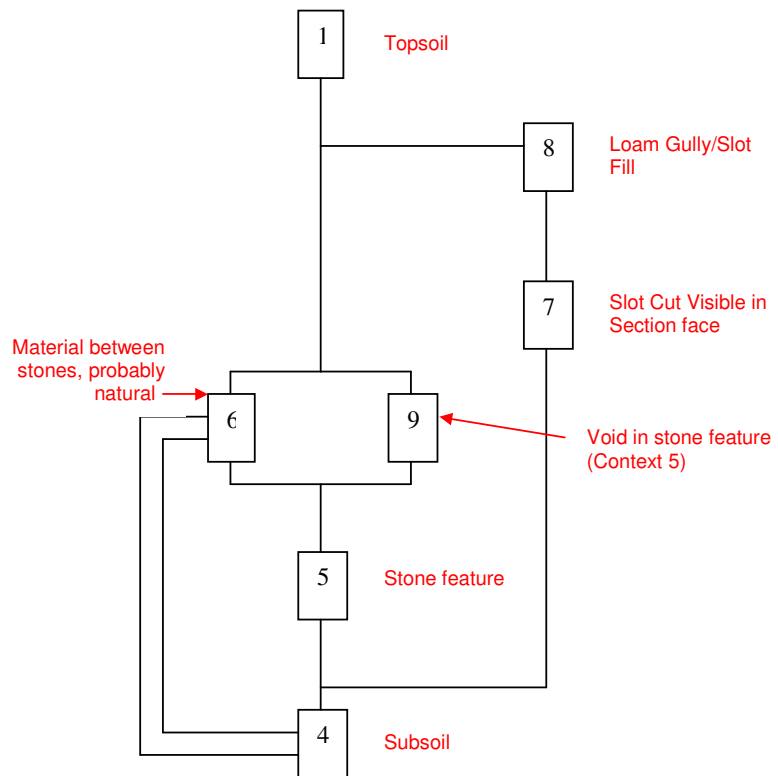 1
Topsoil
8
Loam Gully/Slot
Fill
7
Slot Cut Visible in
Section face
Material between
stones, probably
natural
6
9
Void in stone feature
(Context 5)
5
Stone feature
4
Subsoil